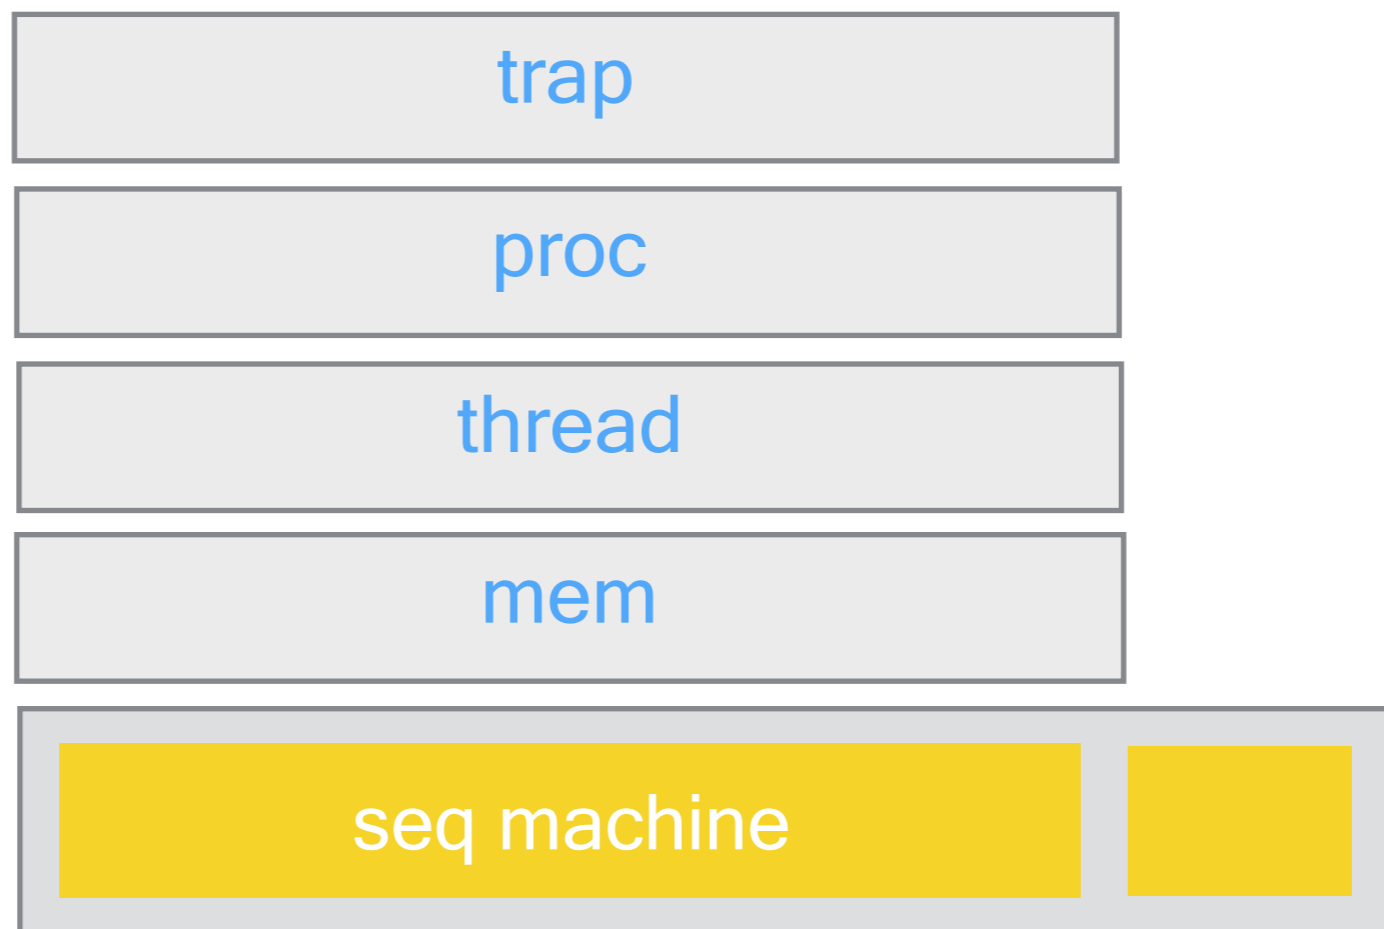 trap
proc
thread
mem
seq machine